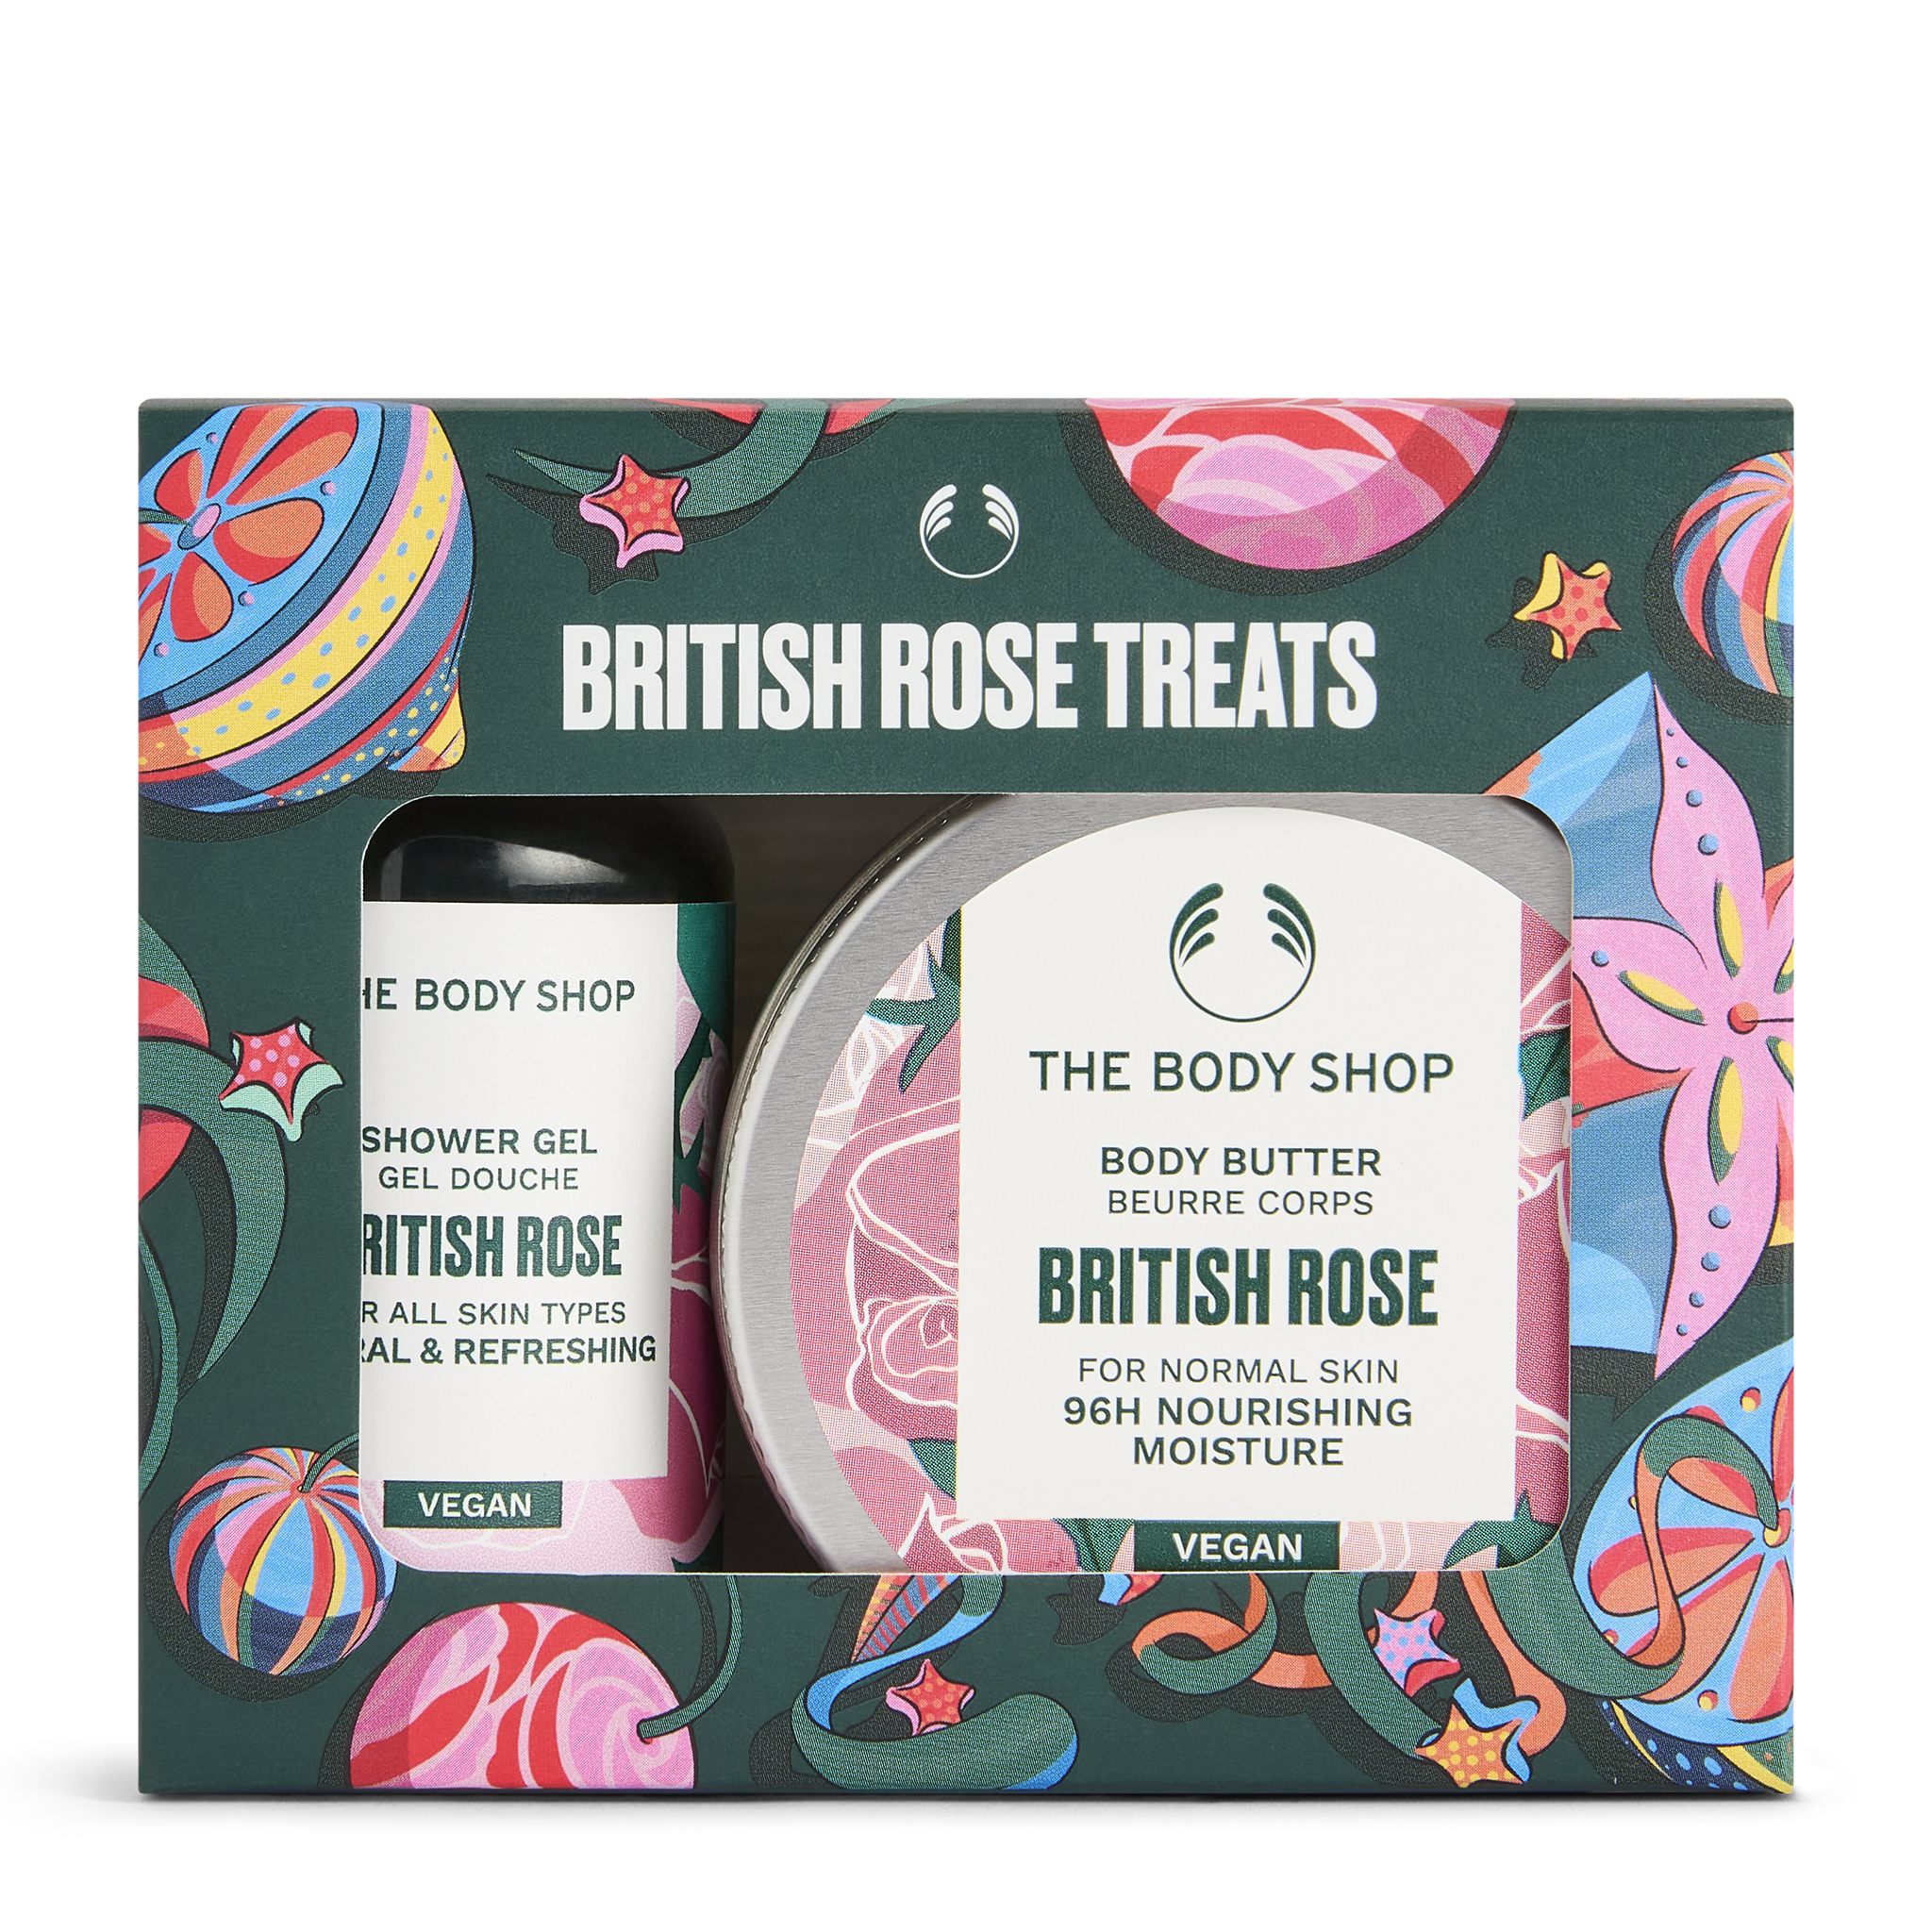 BRITISH ROSE TREATS
HE BODY SHOP
SHOWER GEL
GEL DOUCHE
RITISH ROSE
R ALL SKIN TYPES
RAL & REFRESHING
VEGAN
THE BODY SHOP
BODY BUTTER
BEURRE CORPS
BRITISH ROSE
FOR NORMAL SKIN
96H NOURISHING
MOISTURE
VEGAN